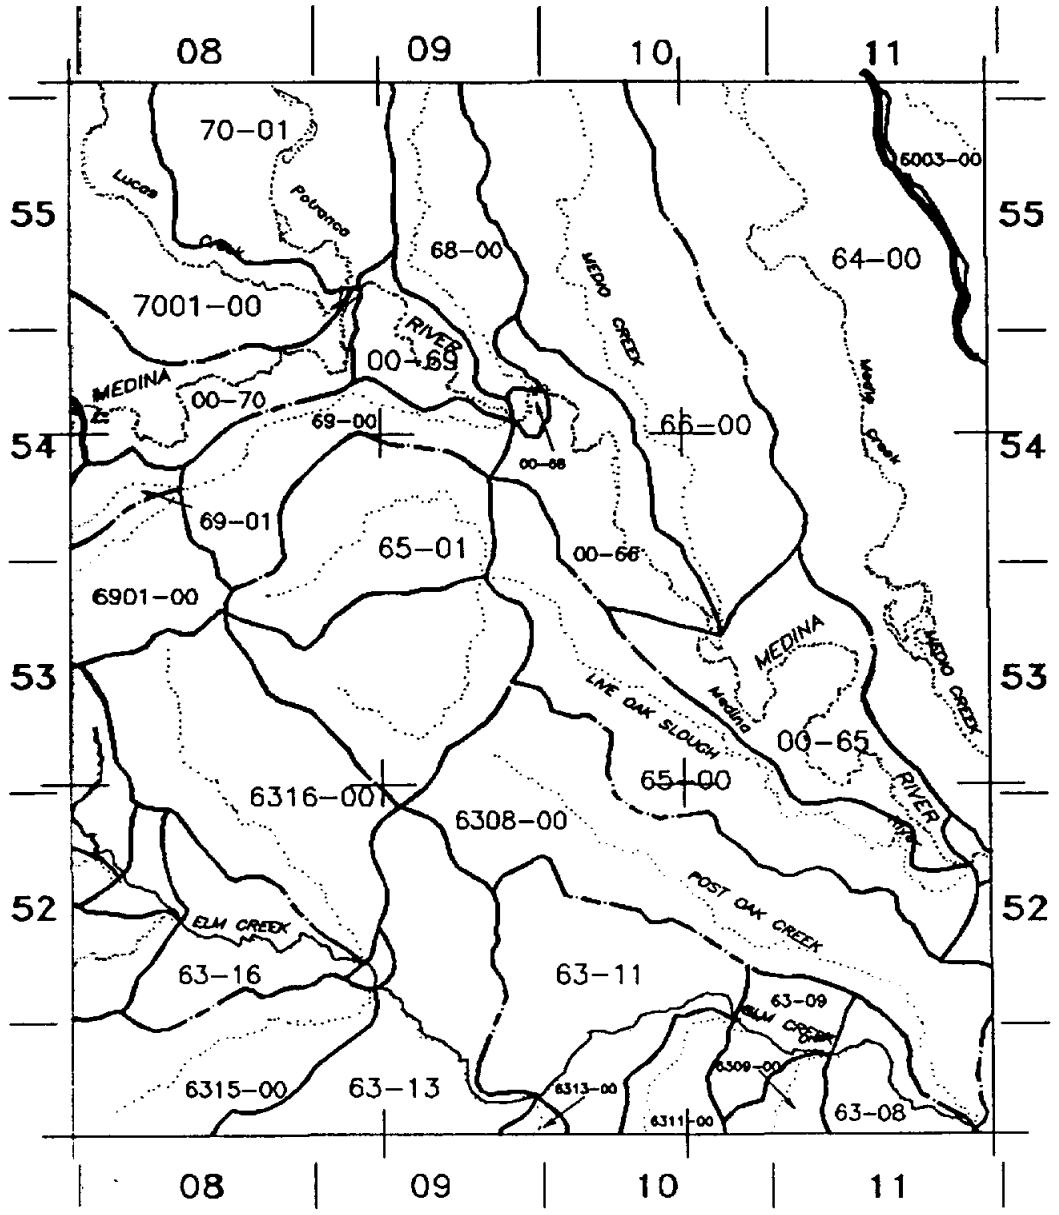 08 09 10 11
70-01
6003-00
Lucas
Potranco
55 55
Creek
68-00
64-00
MEDIO
CREEK
7001-00
RIVER
00-69
MEDINA
00-70
Medio
Creek
69-00
66-00
54 54
00-68
69-01
65-01
00-66
6901-00
MEDINA
MEDIO CREEK
53 53
LIVE OAK SLOUGH
Medina
00-65
65-00
RIVER
6316-00
6308-00
River
POST OAK CREEK
52 52
ELM CREEK
63-16
63-11
63-09
ELM CREEK
6315-00
63-13
6313-00
6309-00
6311-00
63-08
08 09 10 11